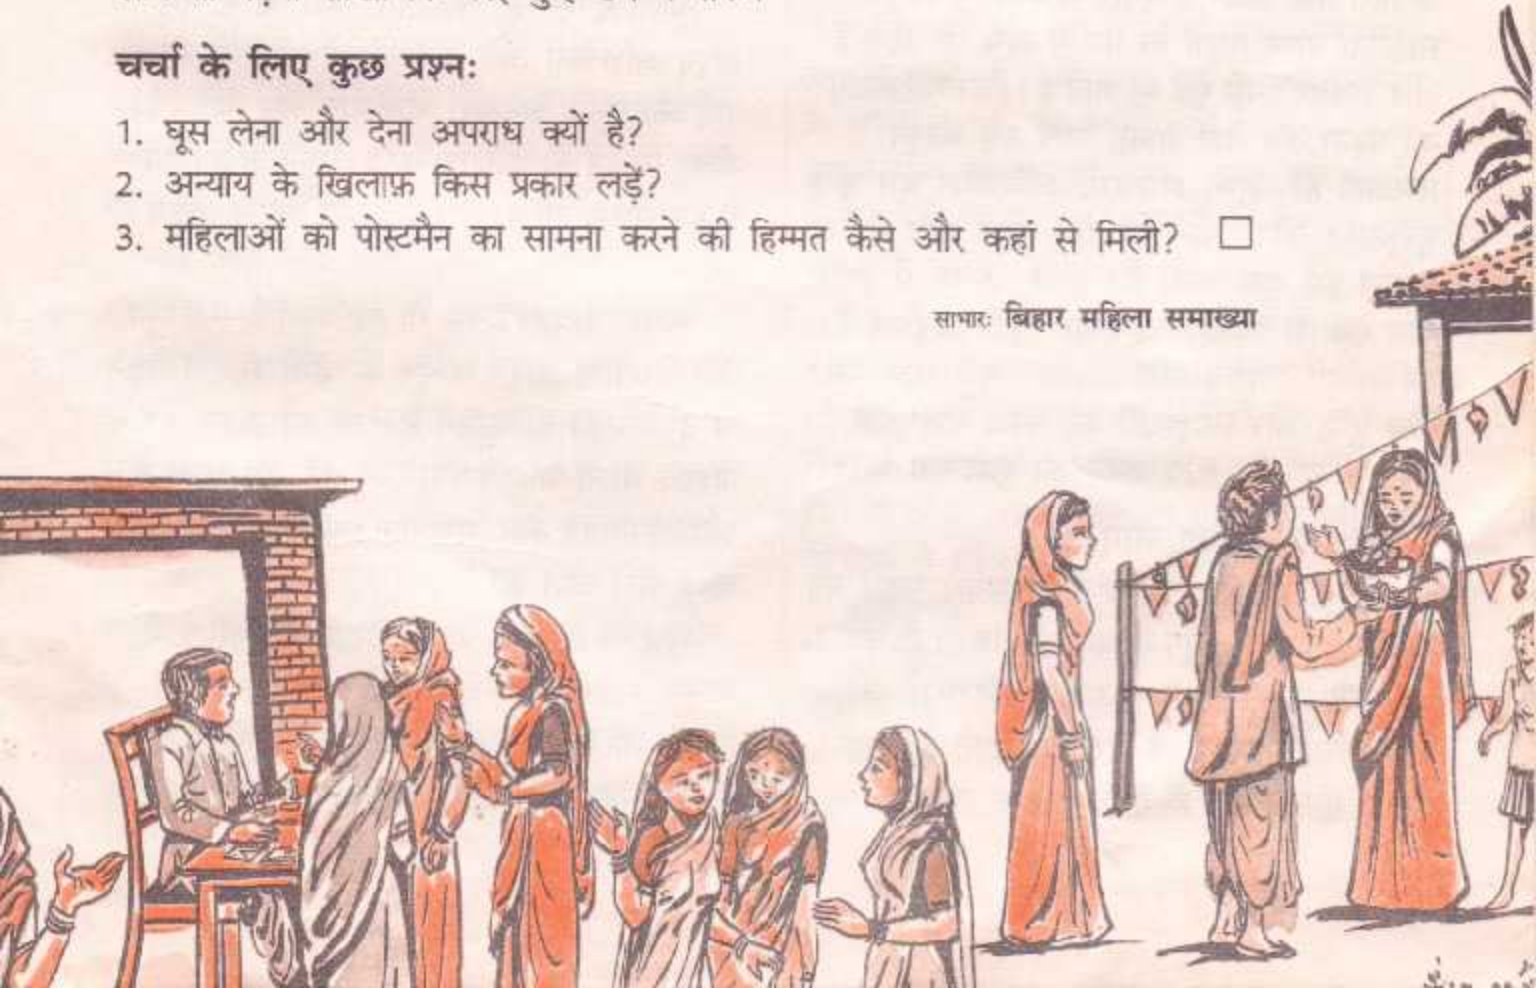 चर्चा के लिए कुछ प्रश्न:
1. घूस लेना और देना अपराध क्यों है?
2. अन्याय के खिलाफ़ किस प्रकार लड़ें?
3. महिलाओं को पोस्टमैन का सामना करने की हिम्मत कैसे और कहां से मिली? □
साभार: बिहार महिला समाख्या